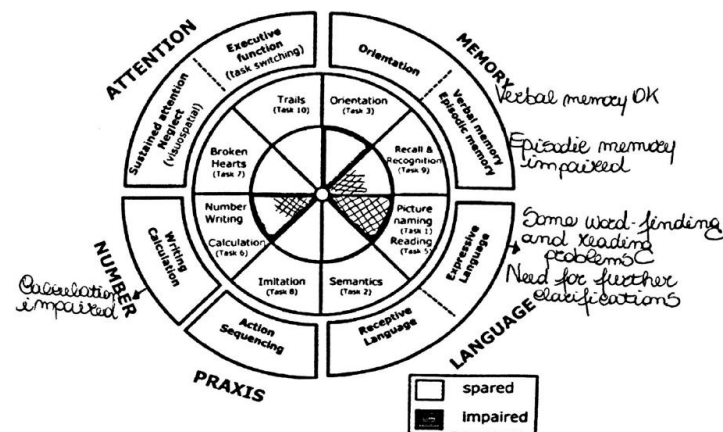 ATTENTION
MEMORY
Executive
function
(task switching)
Orientation
Sustained attention
Neglect
(visuospatial)
Verbal memory
Episodic memory
Trails
(Task 10)
Orientation
(Task 3)
Verbal memory OK
Broken
Hearts
(Task 7)
Recall &
Recognition
(Task 9)
Episodic memory
impaired
Number
Writing
Calculation
(Task 6)
Picture
naming
(Task 1)
Reading
(Task 5)
Some word-finding
and reading
problems
Need for further
clarifications
NUMBER
Writing
Calculation
Expressive
Language
Calculation
impaired
Imitation
(Task 8)
Semantics
(Task 2)
Action
Sequencing
Receptive
Language
PRAXIS
LANGUAGE
spared
impaired